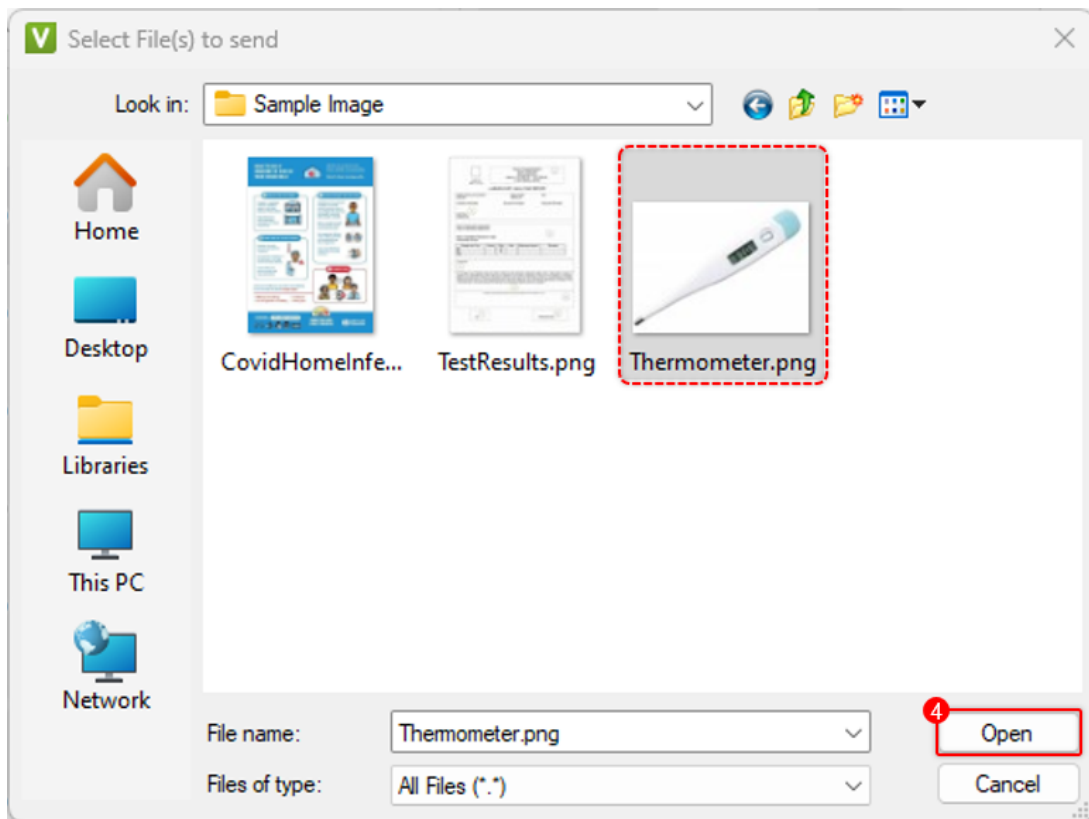 V Select File(s) to send
Look in: Sample Image
Home
Desktop
Libraries
This PC
Network
CovidHomeInfe... TestResults.png Thermometer.png
File name: Thermometer.png
4 Open
Files of type: All Files (*.*)
Cancel